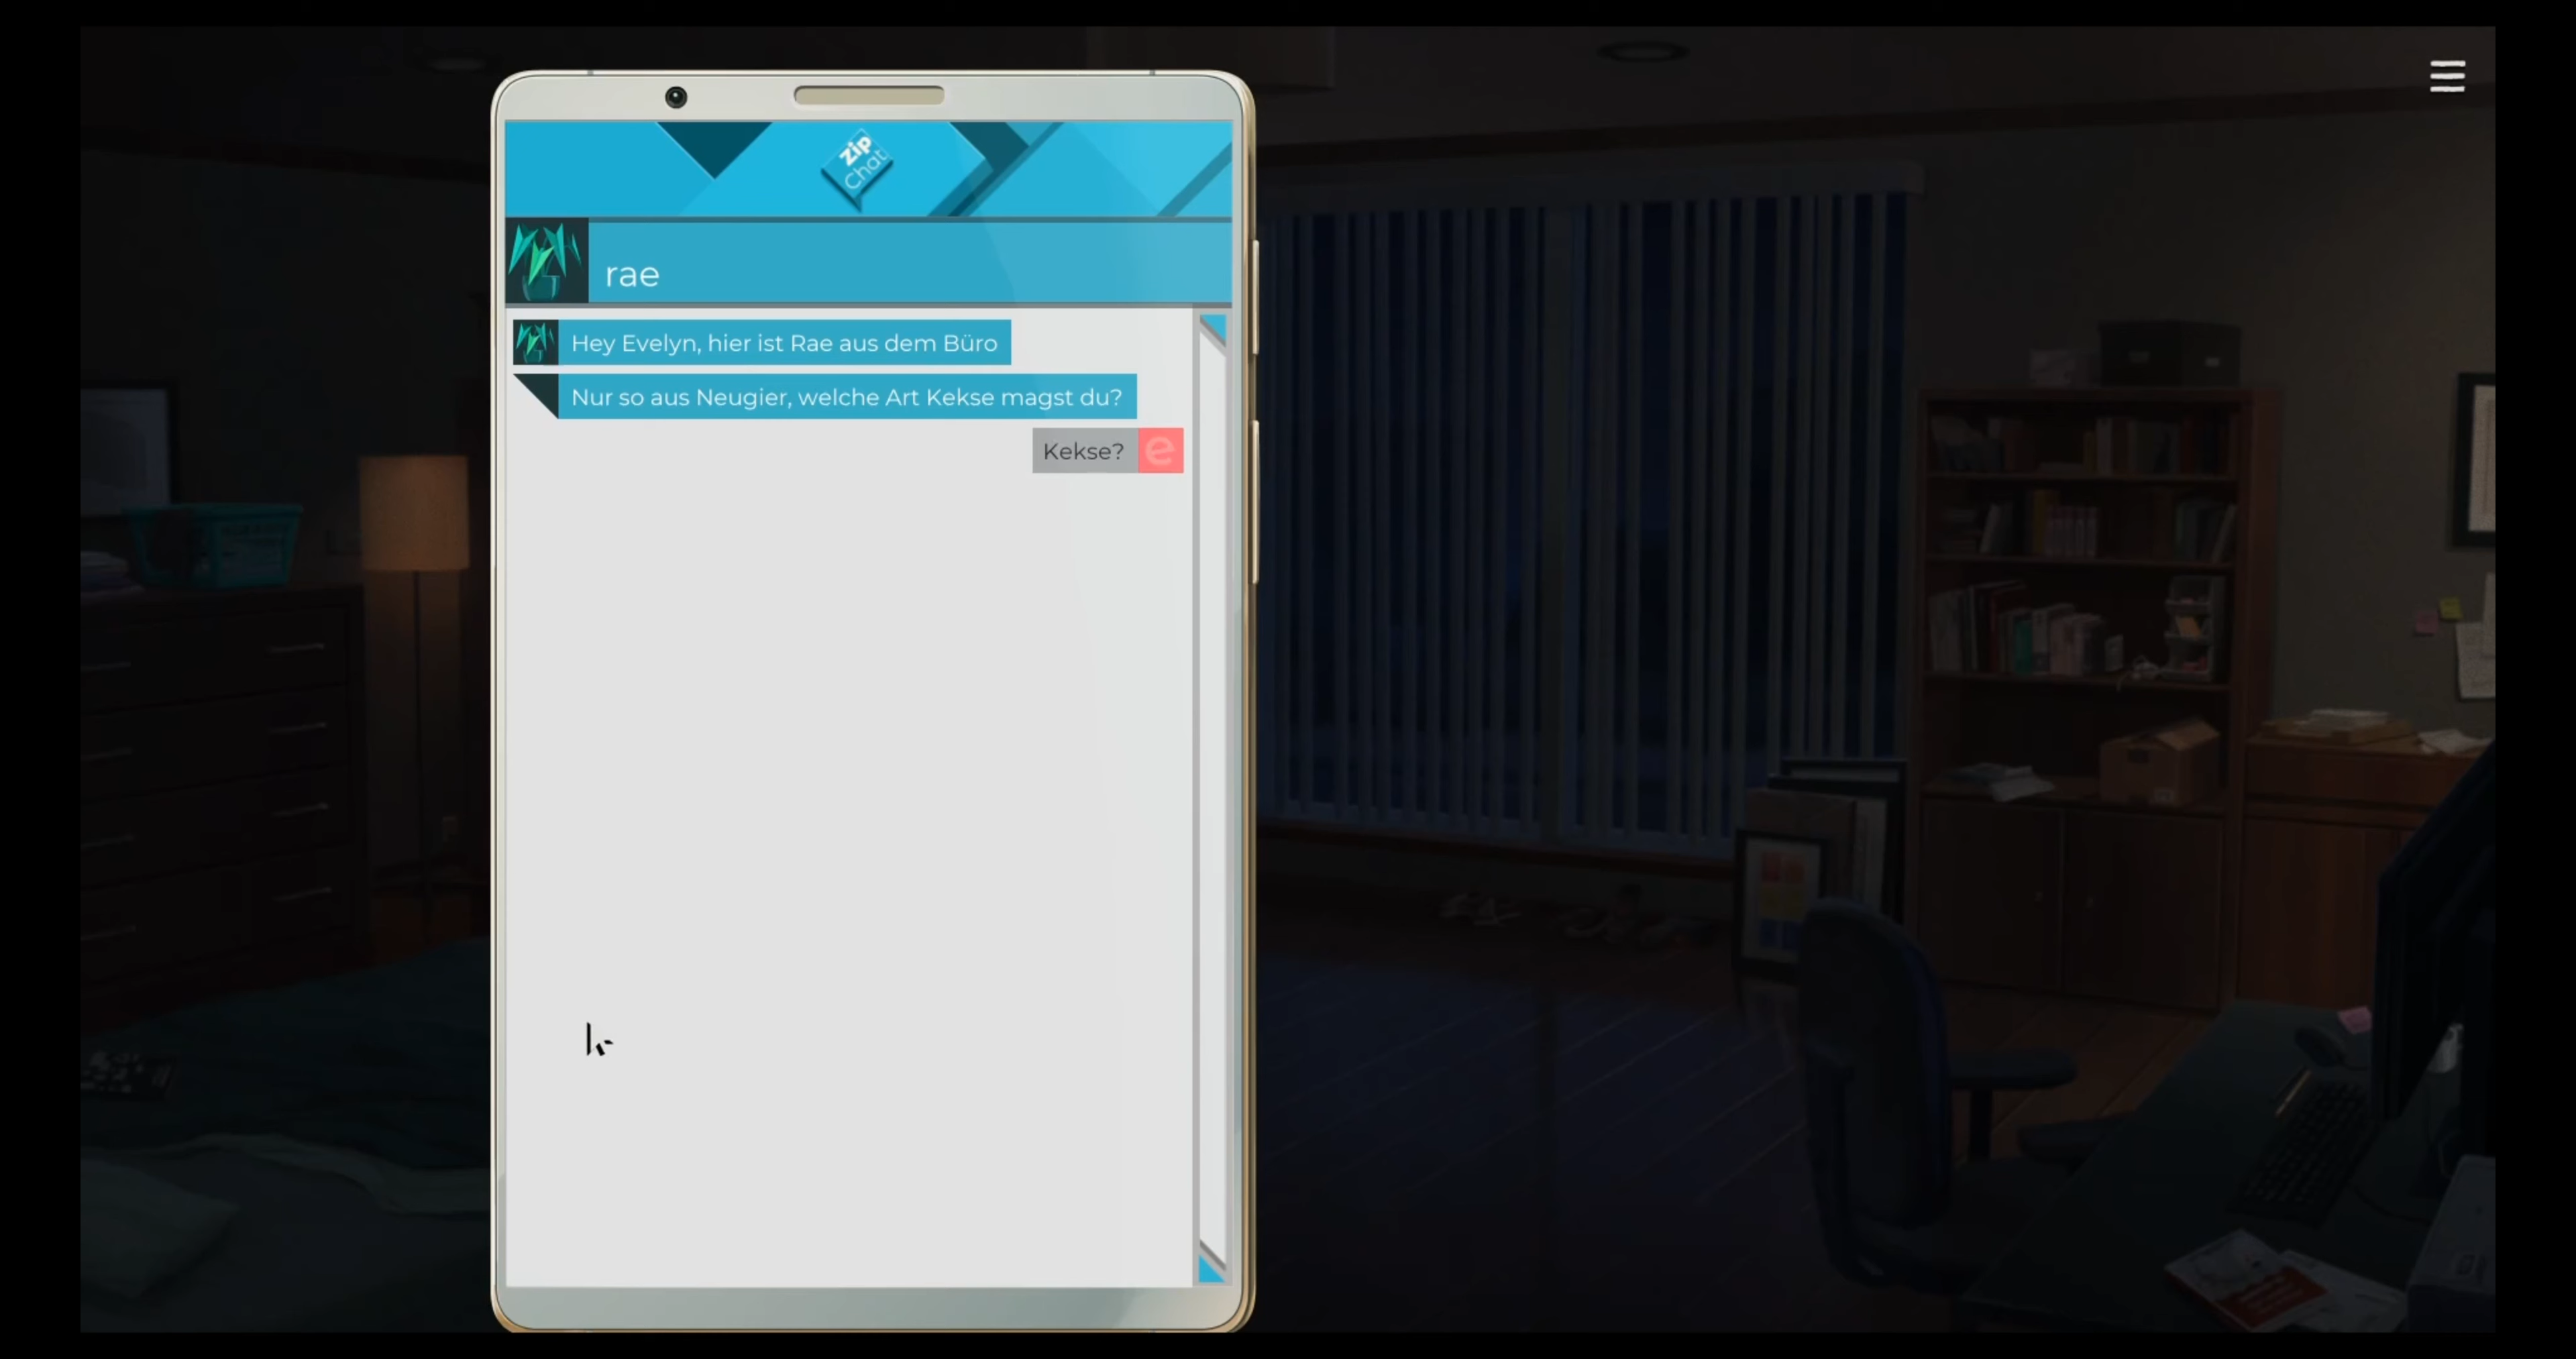 zip
Chat
rae
Hey Evelyn, hier ist Rae aus dem Büro
Nur so aus Neugier, welche Art Kekse magst du?
Kekse?
e